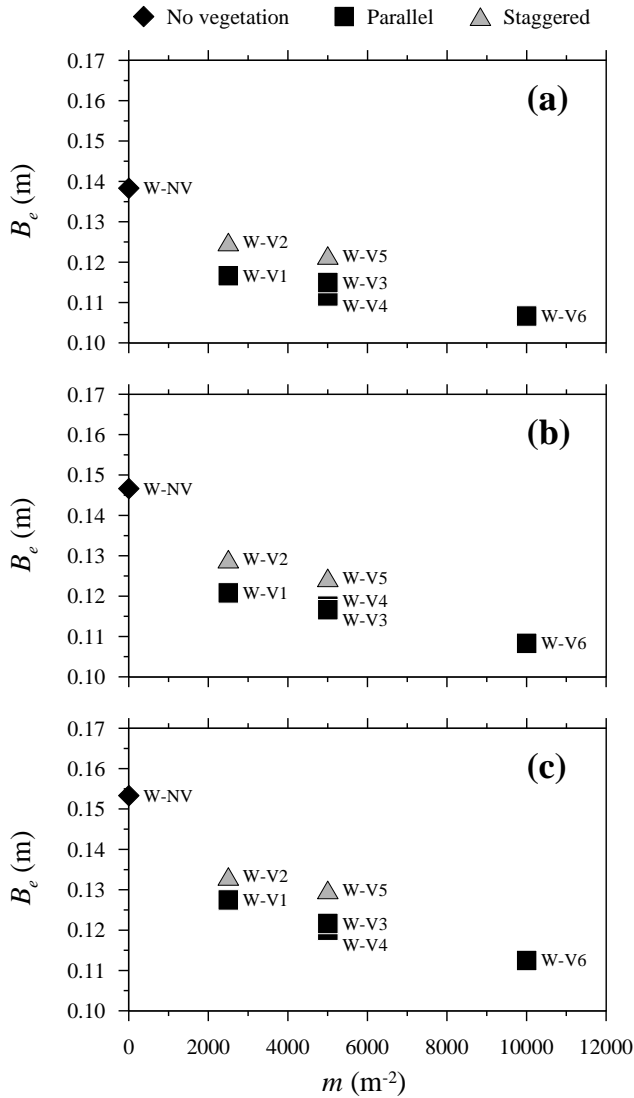 No vegetation Parallel Staggered
0.17
(a)
0.16
0.15
0.14
W-NV
0.13
W-V2
W-V5
0.12
W-V1
W-V3
0.11
W-V4
W-V6
0.10
B_e (m)
0.17
(b)
0.16
0.15
W-NV
0.14
0.13
W-V2
W-V5
0.12
W-V1
W-V4
W-V3
0.11
W-V6
0.10
B_e (m)
0.17
(c)
0.16
W-NV
0.15
0.14
W-V2
0.13
W-V5
W-V1
W-V3
0.12
W-V4
W-V6
0.11
0.10
B_e (m)
0 2000 4000 6000 8000 10000 12000
m (m⁻²)